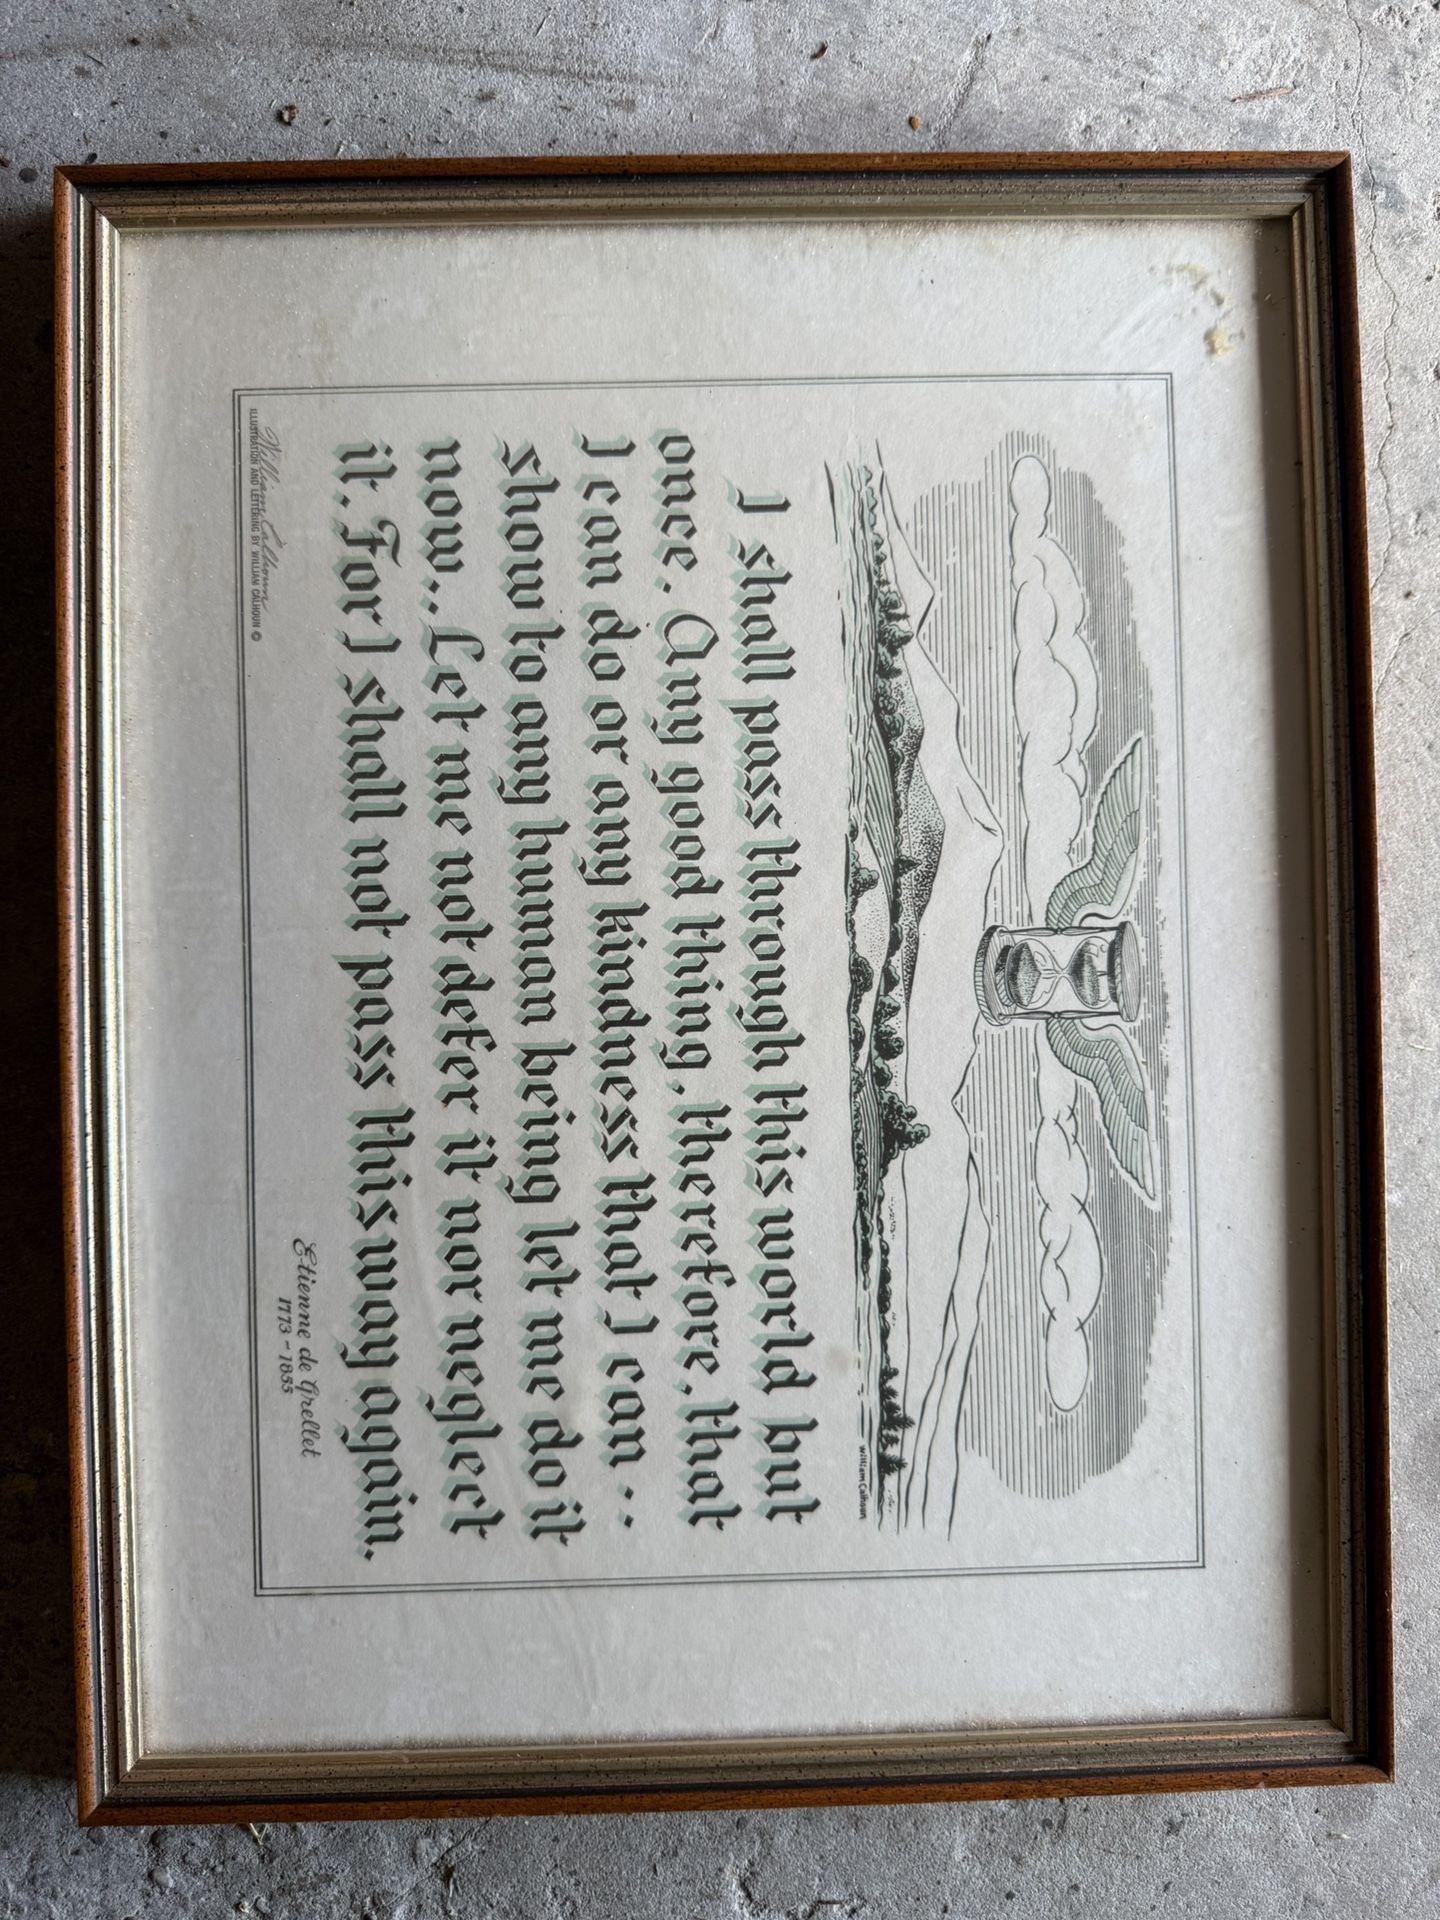 William Calhoun
I shall pass through this world but
once. Any good thing, therefore, that
I can do or any kindness that I can..
show to any human being let me do it
now.. Let me not defer it nor neglect
it. For I shall not pass this way again.
Etienne de Grellet
1773 - 1855
William Calhoun
ILLUSTRATION AND LETTERING BY WILLIAM CALHOUN ©